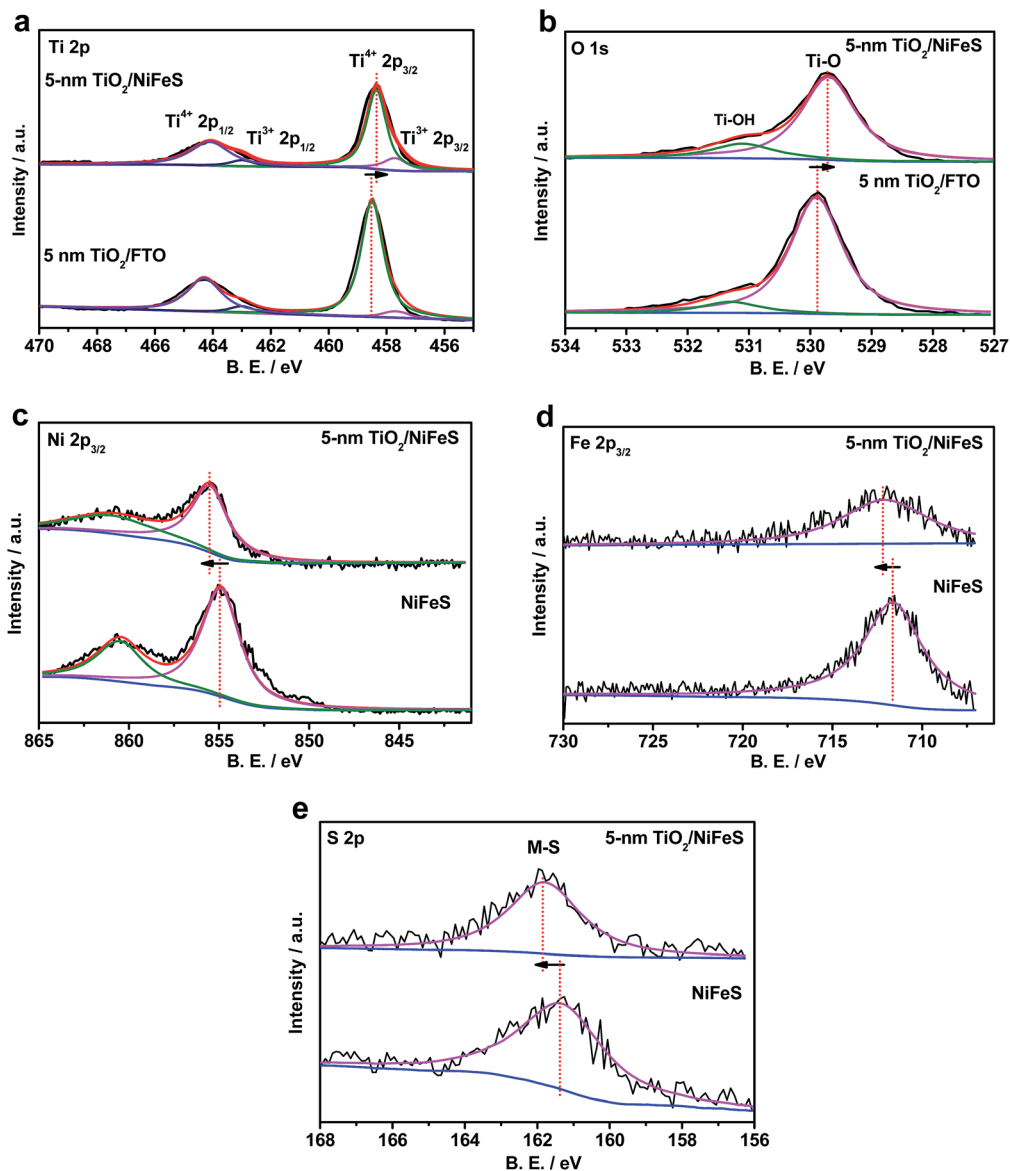 a
Ti 2p
5-nm TiO2/NiFeS
Ti4+ 2p3/2
Ti4+ 2p1/2
Ti3+ 2p1/2
Ti3+ 2p3/2
5 nm TiO2/FTO
Intensity / a.u.
470 468 466 464 462 460 458 456
B. E. / eV
b
O 1s
5-nm TiO2/NiFeS
Ti-O
Ti-OH
5 nm TiO2/FTO
Intensity / a.u.
534 533 532 531 530 529 528 527
B. E. / eV
c
Ni 2p3/2
5-nm TiO2/NiFeS
NiFeS
Intensity / a.u.
865 860 855 850 845
B. E. / eV
d
Fe 2p3/2
5-nm TiO2/NiFeS
NiFeS
Intensity / a.u.
730 725 720 715 710
B. E. / eV
e
S 2p
5-nm TiO2/NiFeS
M-S
NiFeS
Intensity / a.u.
168 166 164 162 160 158 156
B. E. / eV